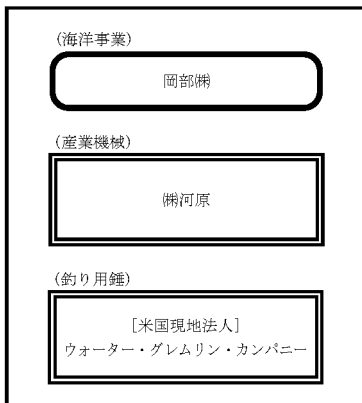 (海洋事業)
岡部㈱
(産業機械)
㈱河原
(釣り用錘)
[米国現地法人]
ウォーター・グレムリン・カンパニー